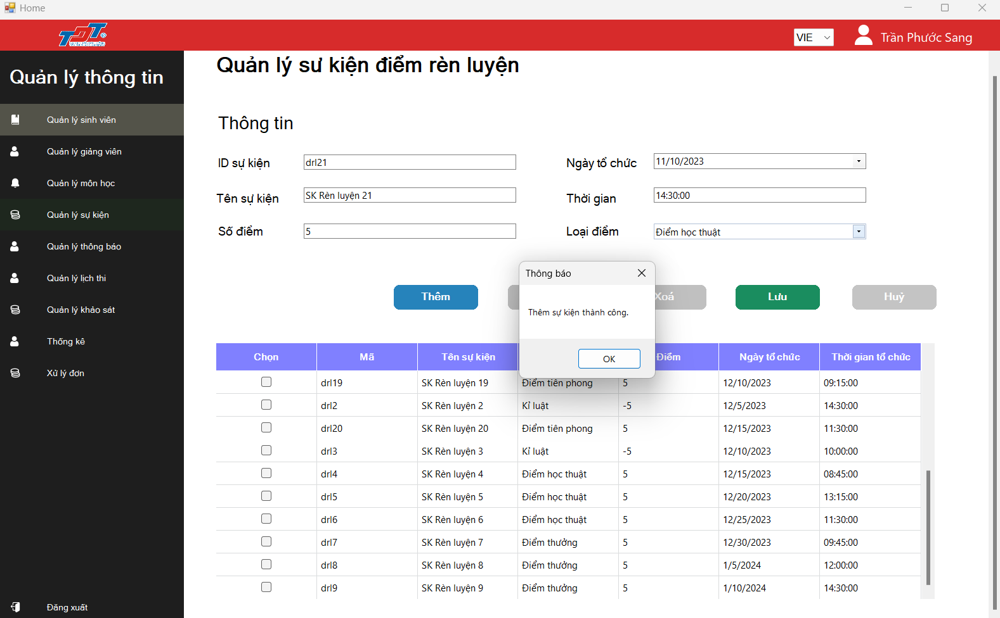 Home
TDT
VIE
Trần Phước Sang
Quản lý thông tin
Quản lý sinh viên
Quản lý giảng viên
Quản lý môn học
Quản lý sự kiện
Quản lý thông báo
Quản lý lịch thi
Quản lý khảo sát
Thống kê
Xử lý đơn
Đăng xuất
Quản lý sư kiện điểm rèn luyện
Thông tin
ID sự kiện drl21 Ngày tổ chức 11/10/2023
Tên sự kiện SK Rèn luyện 21 Thời gian 14:30:00
Số điểm 5 Loại điểm Điểm học thuật
Thêm Xoá Lưu Huỷ
Thông báo
Thêm sự kiện thành công.
OK
Chọn Mã Tên sự kiện Điểm Ngày tổ chức Thời gian tổ chức
drl19 SK Rèn luyện 19 Điểm tiên phong 5 12/10/2023 09:15:00
drl2 SK Rèn luyện 2 Kỉ luật -5 12/5/2023 14:30:00
drl20 SK Rèn luyện 20 Điểm tiên phong 5 12/15/2023 11:30:00
drl3 SK Rèn luyện 3 Kỉ luật -5 12/10/2023 10:00:00
drl4 SK Rèn luyện 4 Điểm học thuật 5 12/15/2023 08:45:00
drl5 SK Rèn luyện 5 Điểm học thuật 5 12/20/2023 13:15:00
drl6 SK Rèn luyện 6 Điểm học thuật 5 12/25/2023 11:30:00
drl7 SK Rèn luyện 7 Điểm thưởng 5 12/30/2023 09:45:00
drl8 SK Rèn luyện 8 Điểm thưởng 5 1/5/2024 12:00:00
drl9 SK Rèn luyện 9 Điểm thưởng 5 1/10/2024 14:30:00